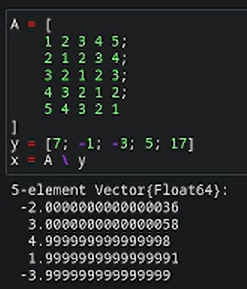 A = [
1 2 3 4 5;
2 1 2 3 4;
3 2 1 2 3;
4 3 2 1 2;
5 4 3 2 1
]
y = [7; -1; -3; 5; 17]
x = A \ y
5-element Vector{Float64}:
-2.0000000000000036
3.0000000000000058
4.999999999999998
1.9999999999999991
-3.999999999999999